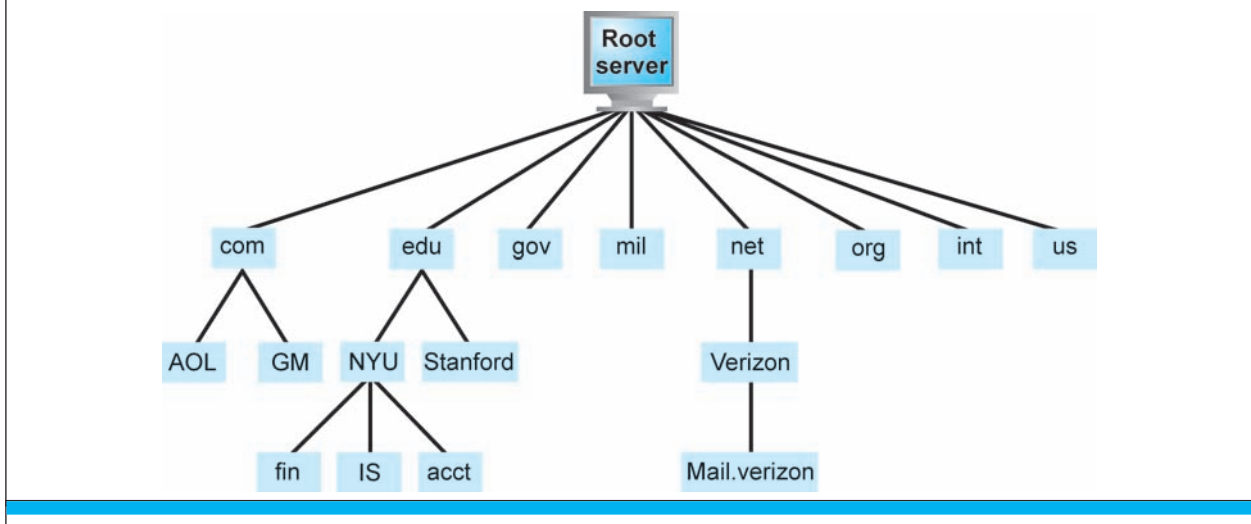 Root
server
com edu gov mil net org int us
AOL GM NYU Stanford Verizon
fin IS acct Mail.verizon